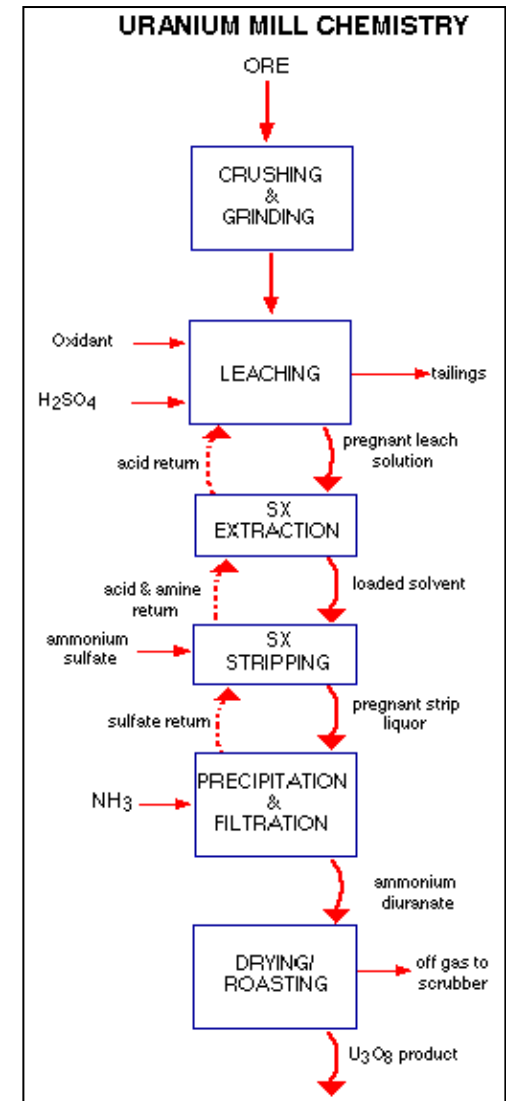 URANIUM MILL CHEMISTRY
ORE
CRUSHING
&
GRINDING
Oxidant
H2SO4
LEACHING
tailings
acid return
pregnant leach
solution
SX
EXTRACTION
acid & amine
return
loaded solvent
ammonium
sulfate
SX
STRIPPING
sulfate return
pregnant strip
liquor
NH3
PRECIPITATION
&
FILTRATION
ammonium
diuranate
DRYING/
ROASTING
off gas to
scrubber
U3O8 product